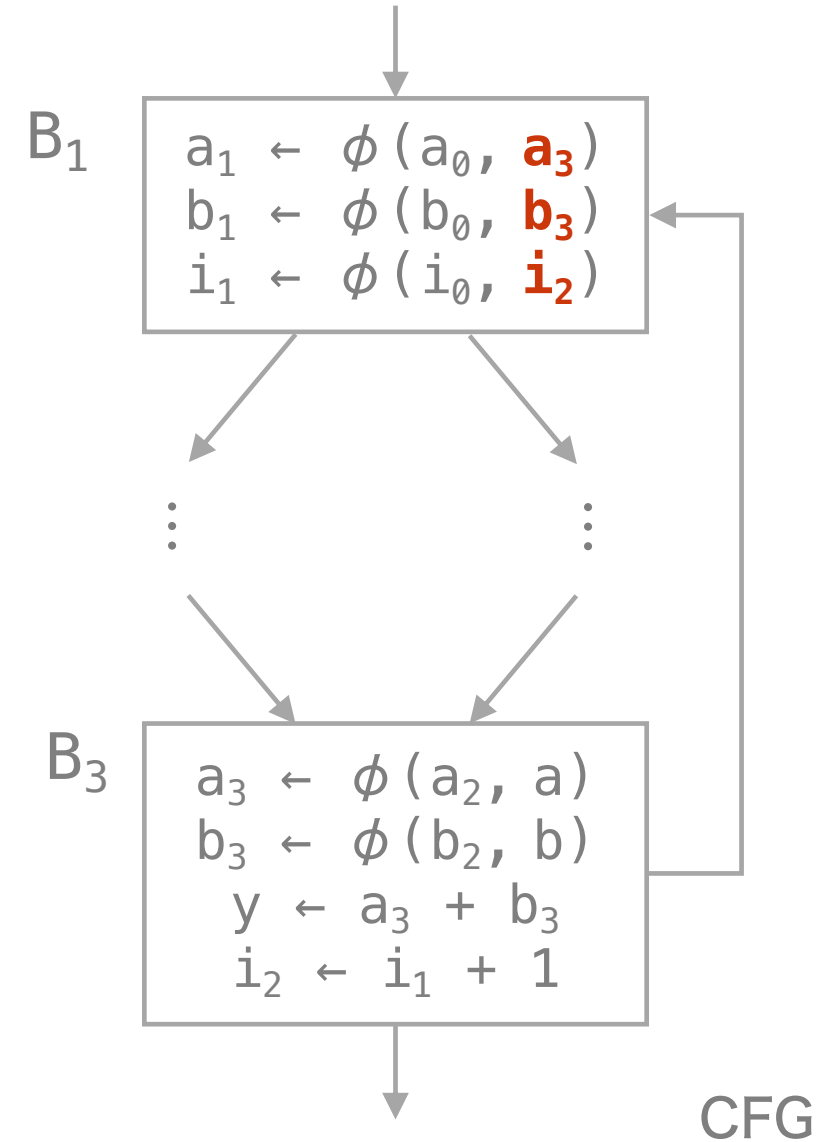 B₁
a₁ ← ϕ(a₀, a₃)
b₁ ← ϕ(b₀, b₃)
i₁ ← ϕ(i₀, i₂)
⋮ ⋮
B₃
a₃ ← ϕ(a₂, a)
b₃ ← ϕ(b₂, b)
y ← a₃ + b₃
i₂ ← i₁ + 1
CFG